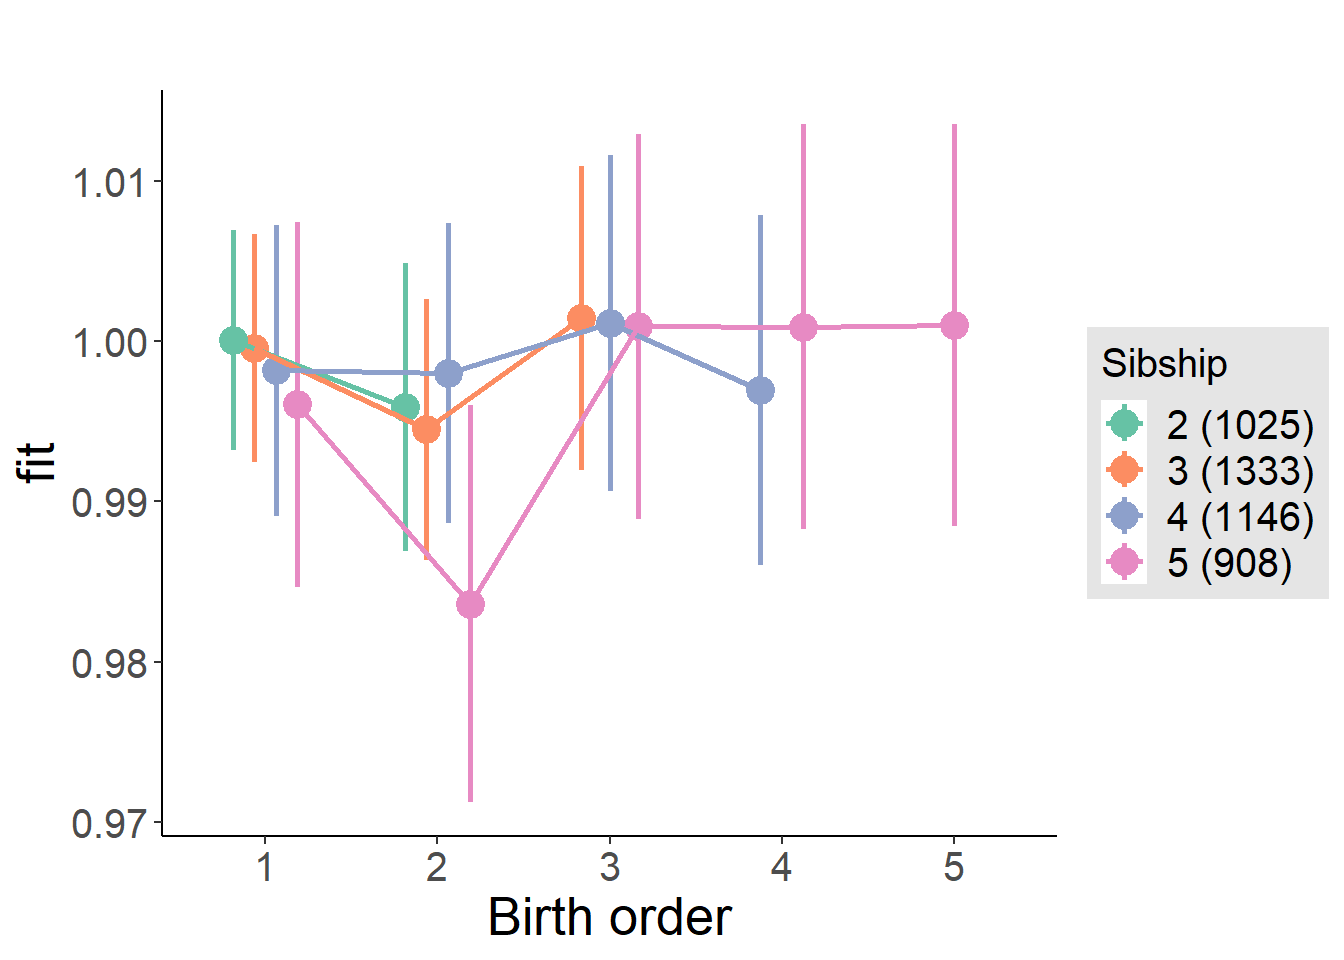 1.01
1.00
0.99
0.98
0.97
fit
1 2 3 4 5
Birth order
Sibship
2 (1025)
3 (1333)
4 (1146)
5 (908)